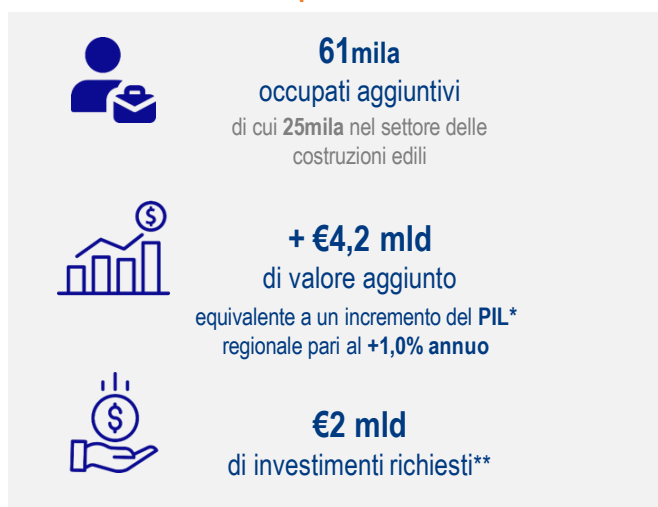 61mila
occupati aggiuntivi
di cui 25mila nel settore delle
costruzioni edili
$
+ €4,2 mld
di valore aggiunto
equivalente a un incremento del PIL*
regionale pari al +1,0% annuo
$
€2 mld
di investimenti richiesti**